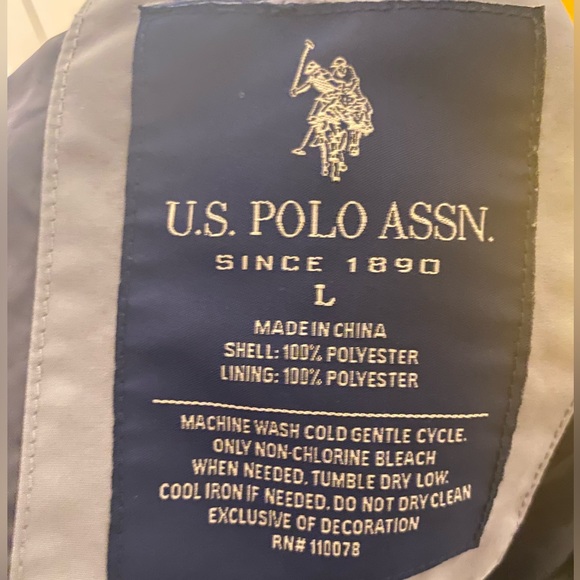 U.S. POLO ASSN.
SINCE 1890
L
MADE IN CHINA
SHELL: 100% POLYESTER
LINING: 100% POLYESTER
MACHINE WASH COLD GENTLE CYCLE.
ONLY NON-CHLORINE BLEACH
WHEN NEEDED. TUMBLE DRY LOW.
COOL IRON IF NEEDED. DO NOT DRY CLEAN
EXCLUSIVE OF DECORATION
RN# 110078